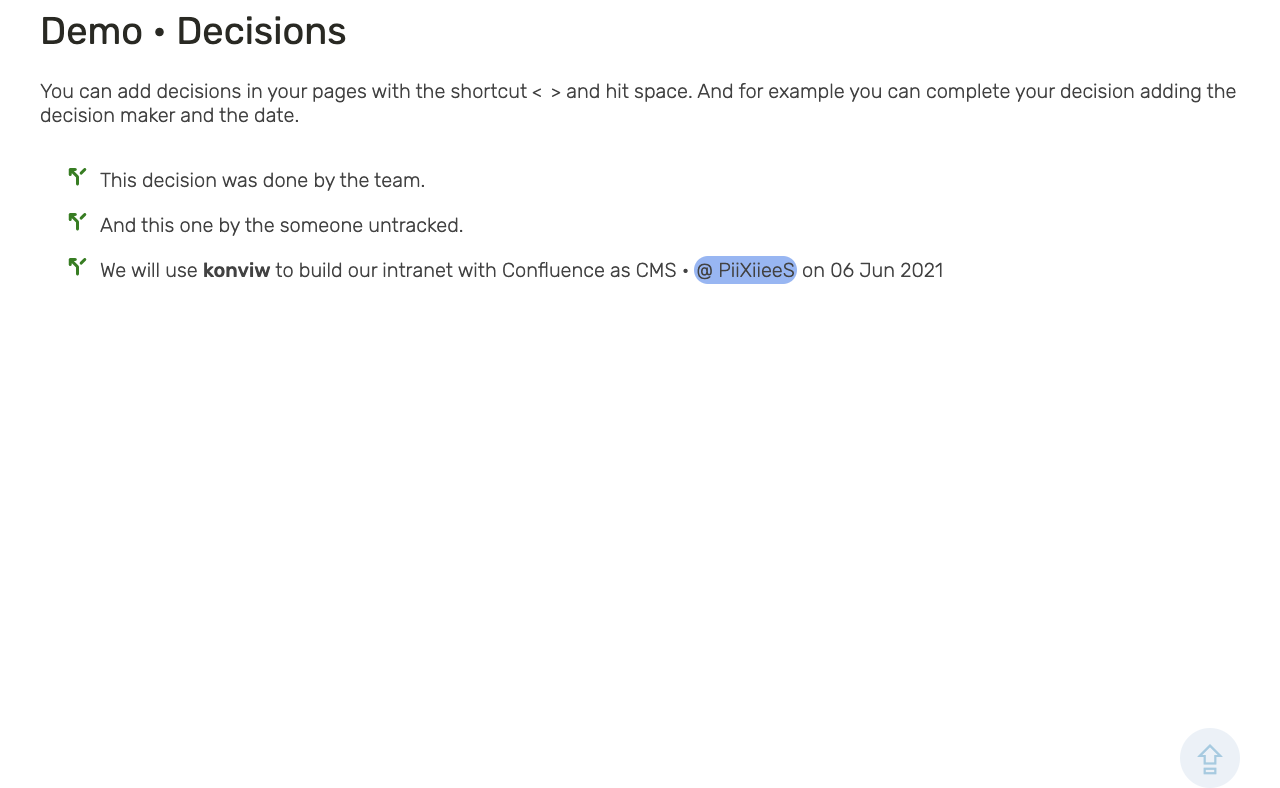 Demo • Decisions
You can add decisions in your pages with the shortcut <  > and hit space. And for example you can complete your decision adding the
decision maker and the date.
This decision was done by the team.
And this one by the someone untracked.
We will use konviw to build our intranet with Confluence as CMS • @ PiiXiieeS on 06 Jun 2021